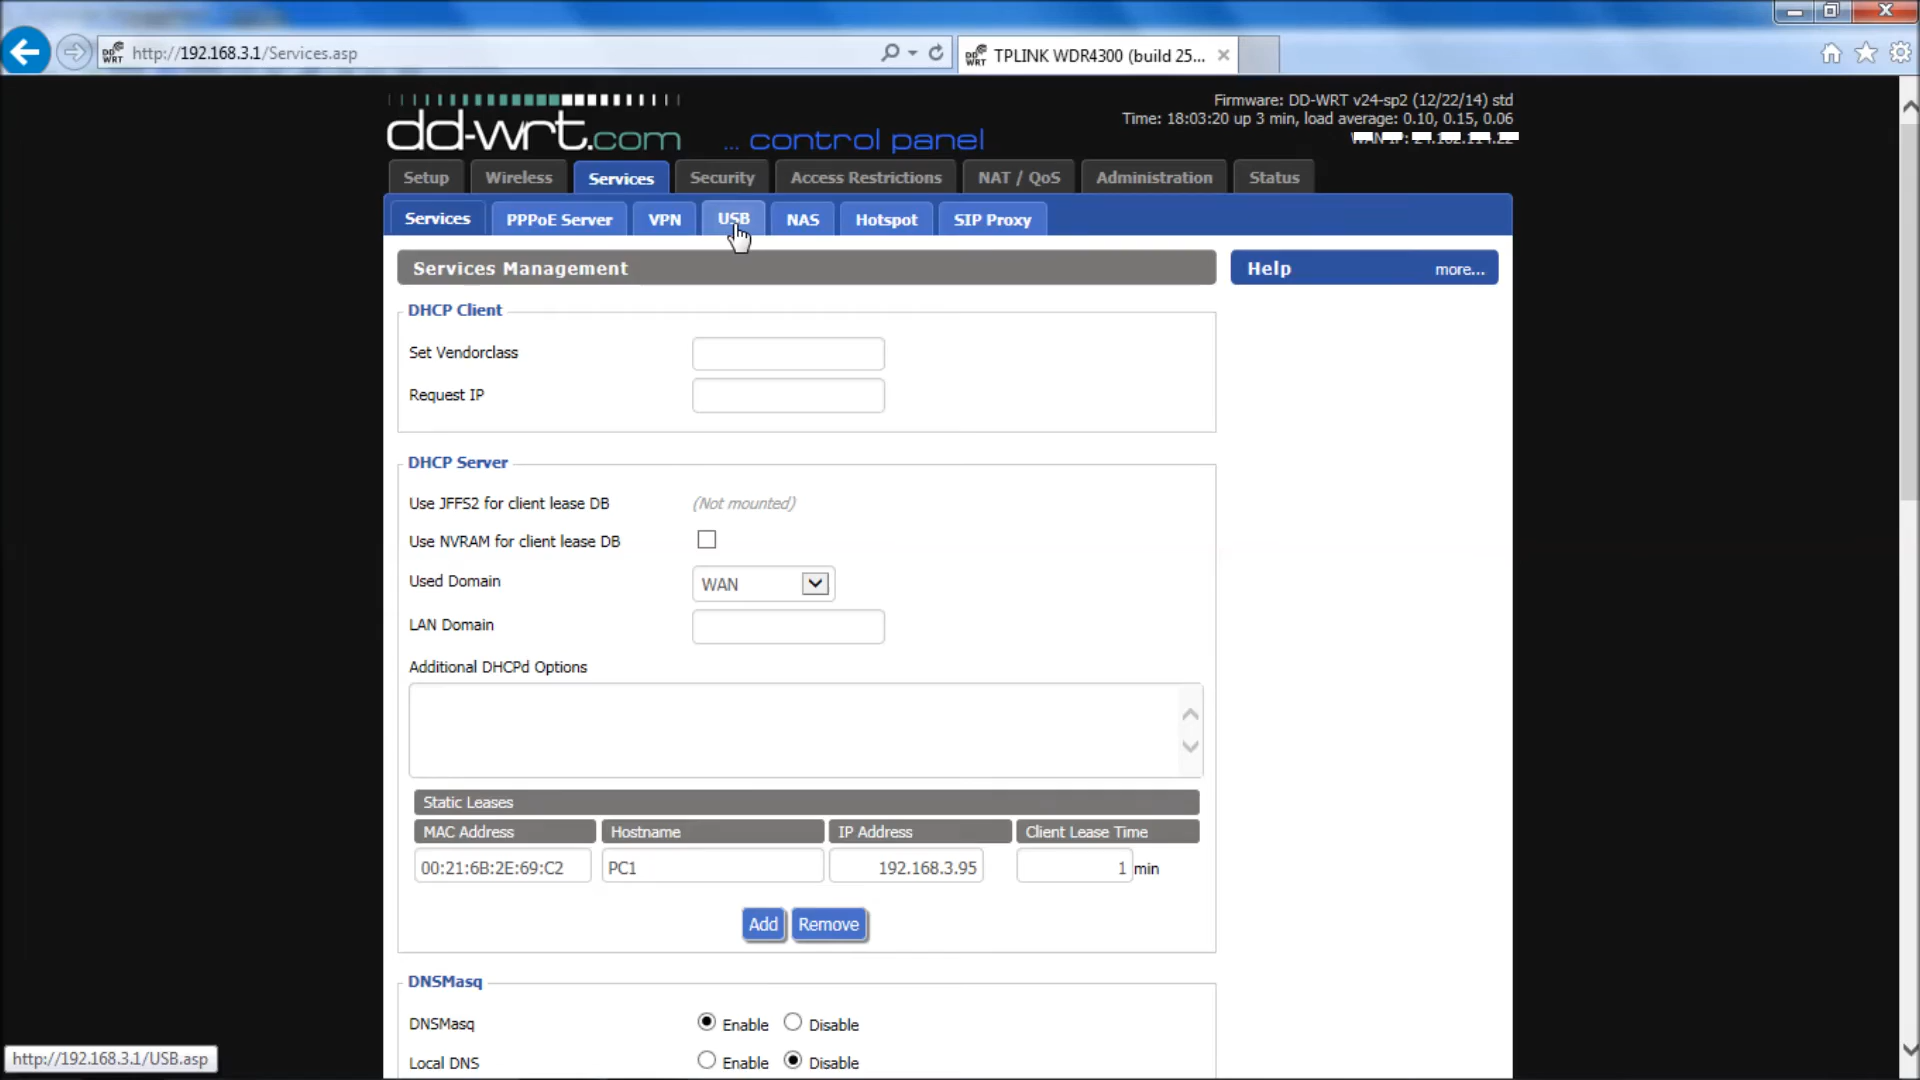 http://192.168.3.1/Services.asp
TPLINK WDR4300 (build 25...
dd-wrt.com ... control panel
Firmware: DD-WRT v24-sp2 (12/22/14) std
Time: 18:03:20 up 3 min, load average: 0.10, 0.15, 0.06
Setup Wireless Services Security Access Restrictions NAT / QoS Administration Status
Services PPPoE Server VPN USB NAS Hotspot SIP Proxy
Services Management
Help more...
DHCP Client
Set Vendorclass
Request IP
DHCP Server
Use JFFS2 for client lease DB (Not mounted)
Use NVRAM for client lease DB
Used Domain WAN
LAN Domain
Additional DHCPd Options
Static Leases
MAC Address Hostname IP Address Client Lease Time
00:21:6B:2E:69:C2 PC1 192.168.3.95 1 min
Add Remove
DNSMasq
DNSMasq Enable Disable
Local DNS Enable Disable
http://192.168.3.1/USB.asp